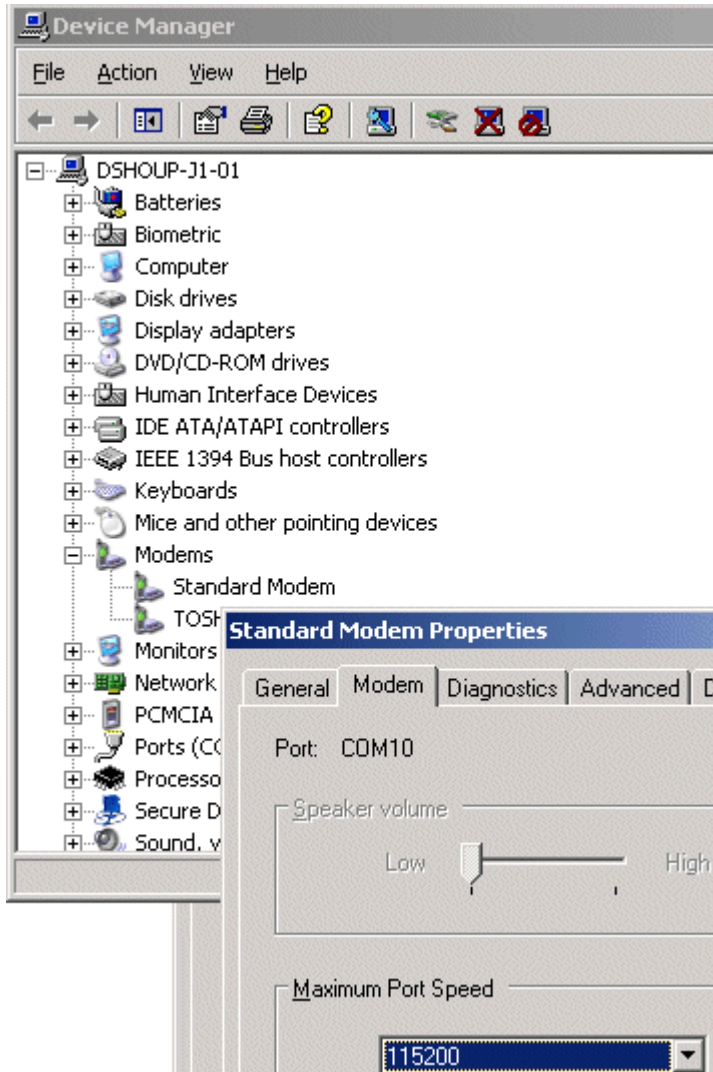 Device Manager
File Action View Help
DSHOUP-J1-01
Batteries
Biometric
Computer
Disk drives
Display adapters
DVD/CD-ROM drives
Human Interface Devices
IDE ATA/ATAPI controllers
IEEE 1394 Bus host controllers
Keyboards
Mice and other pointing devices
Modems
Standard Modem
Monitors
Network
PCMCIA
Ports
Sound, v
Standard Modem Properties
General Modem Diagnostics Advanced
Port: COM10
Speaker volume
Low High
Maximum Port Speed
115200